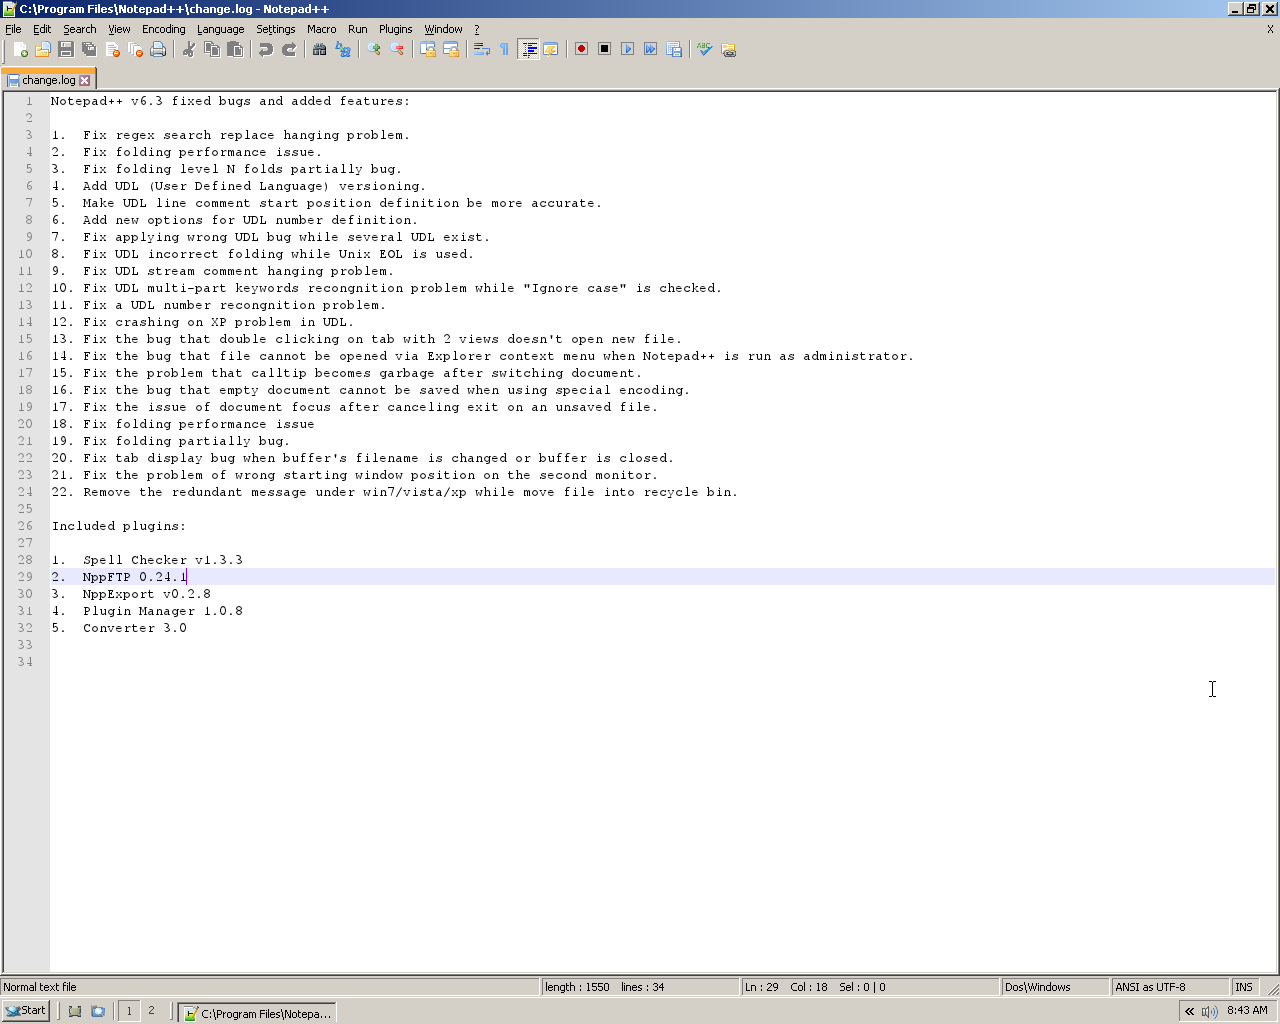 C:\Program Files\Notepad++\change.log - Notepad++
File Edit Search View Encoding Language Settings Macro Run Plugins Window ? X
change.log
1 Notepad++ v6.3 fixed bugs and added features:
2
3 1. Fix regex search replace hanging problem.
4 2. Fix folding performance issue.
5 3. Fix folding level N folds partially bug.
6 4. Add UDL (User Defined Language) versioning.
7 5. Make UDL line comment start position definition be more accurate.
8 6. Add new options for UDL number definition.
9 7. Fix applying wrong UDL bug while several UDL exist.
10 8. Fix UDL incorrect folding while Unix EOL is used.
11 9. Fix UDL stream comment hanging problem.
12 10. Fix UDL multi-part keywords recongnition problem while "Ignore case" is checked.
13 11. Fix a UDL number recongnition problem.
14 12. Fix crashing on XP problem in UDL.
15 13. Fix the bug that double clicking on tab with 2 views doesn't open new file.
16 14. Fix the bug that file cannot be opened via Explorer context menu when Notepad++ is run as administrator.
17 15. Fix the problem that calltip becomes garbage after switching document.
18 16. Fix the bug that empty document cannot be saved when using special encoding.
19 17. Fix the issue of document focus after canceling exit on an unsaved file.
20 18. Fix folding performance issue
21 19. Fix folding partially bug.
22 20. Fix tab display bug when buffer's filename is changed or buffer is closed.
23 21. Fix the problem of wrong starting window position on the second monitor.
24 22. Remove the redundant message under win7/vista/xp while move file into recycle bin.
25
26 Included plugins:
27
28 1. Spell Checker v1.3.3
29 2. NppFTP 0.24.1
30 3. NppExport v0.2.8
31 4. Plugin Manager 1.0.8
32 5. Converter 3.0
33
34
Normal text file length : 1550 lines : 34 Ln : 29 Col : 18 Sel : 0 | 0 Dos\Windows ANSI as UTF-8 INS
Start 1 2 C:\Program Files\Notepa... « 8:43 AM